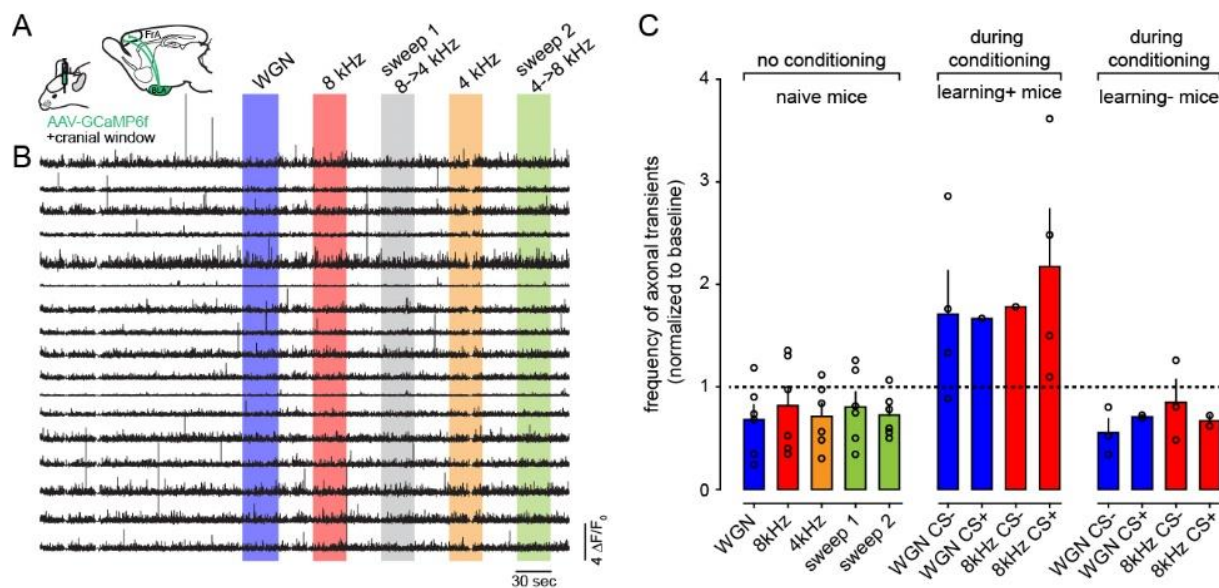 A
FrA
BLA
AAV-GCaMP6f
+cranial window
WGN
8 kHz
sweep 1
8->4 kHz
4 kHz
sweep 2
4->8 kHz
B
4 ΔF/F0
30 sec
C
frequency of axonal transients
(normalized to baseline)
4
3
2
1
0
no conditioning
naive mice
during
conditioning
learning+ mice
during
conditioning
learning- mice
WGN
8kHz
4kHz
sweep 1
sweep 2
WGN CS-
WGN CS+
8kHz CS-
8kHz CS+
WGN CS-
WGN CS+
8kHz CS-
8kHz CS+